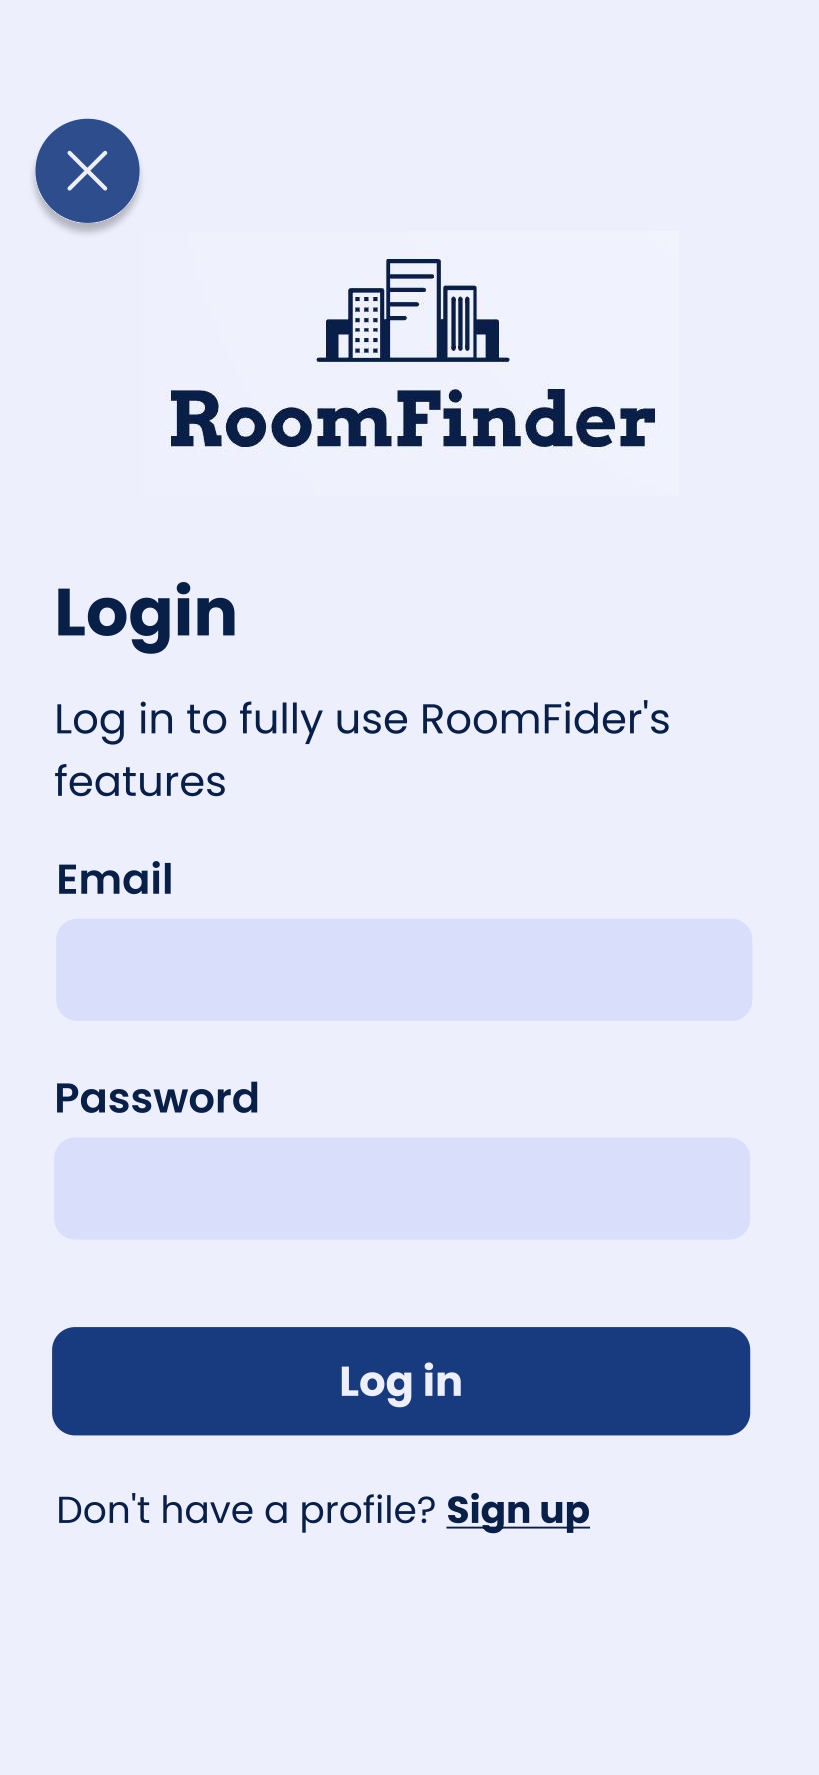 RoomFinder
Login
Log in to fully use RoomFider's
features
Email
Password
Log in
Don't have a profile? Sign up